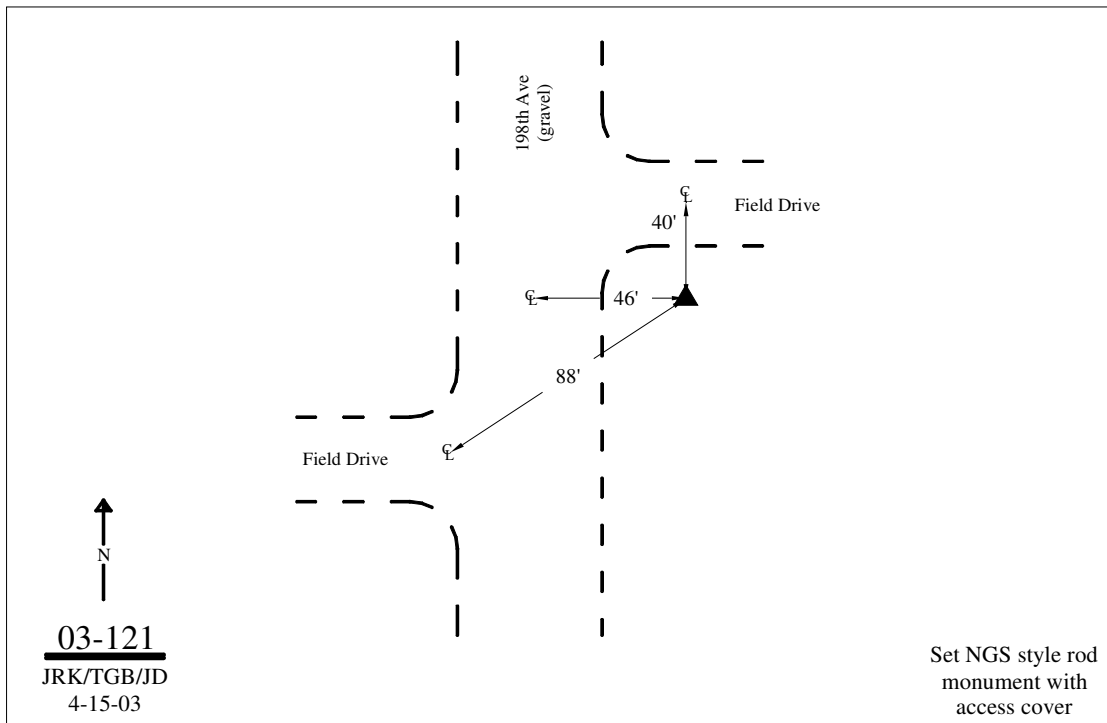 198th Ave
(gravel)
℄
Field Drive
40'
℄
46'
88'
℄
Field Drive
N
03-121
JRK/TGB/JD
4-15-03
Set NGS style rod
monument with
access cover